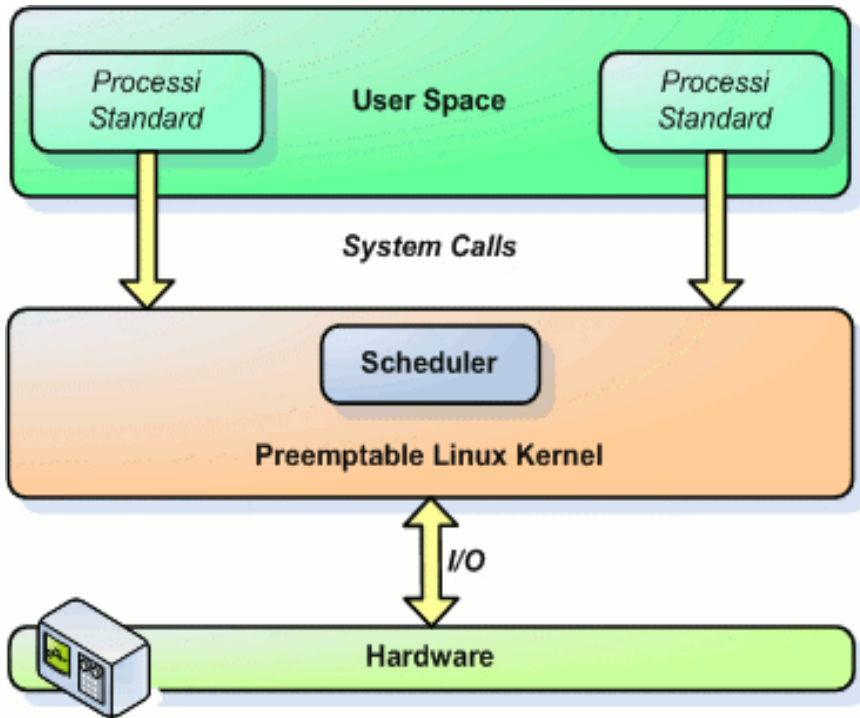 Processi
Standard
User Space
Processi
Standard
System Calls
Scheduler
Preemptable Linux Kernel
I/O
Hardware